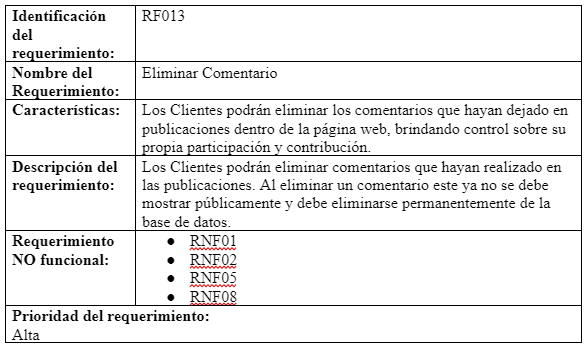 Identificación
del
requerimiento:
RF013
Nombre del
Requerimiento:
Eliminar Comentario
Características:
Los Clientes podrán eliminar los comentarios que hayan dejado en
publicaciones dentro de la página web, brindando control sobre su
propia participación y contribución.
Descripción del
requerimiento:
Los Clientes podrán eliminar comentarios que hayan realizado en
las publicaciones. Al eliminar un comentario este ya no se debe
mostrar públicamente y debe eliminarse permanentemente de la
base de datos.
Requerimiento
NO funcional:
● RNF01
● RNF02
● RNF05
● RNF08
Prioridad del requerimiento:
Alta